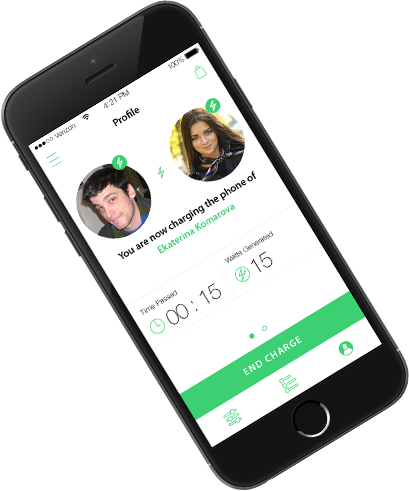 Verizon 4:21 PM 100%
Profile
You are now charging the phone of
Ekaterina Komarova
Time Passed
00 : 15
Watts Generated
15
END CHARGE